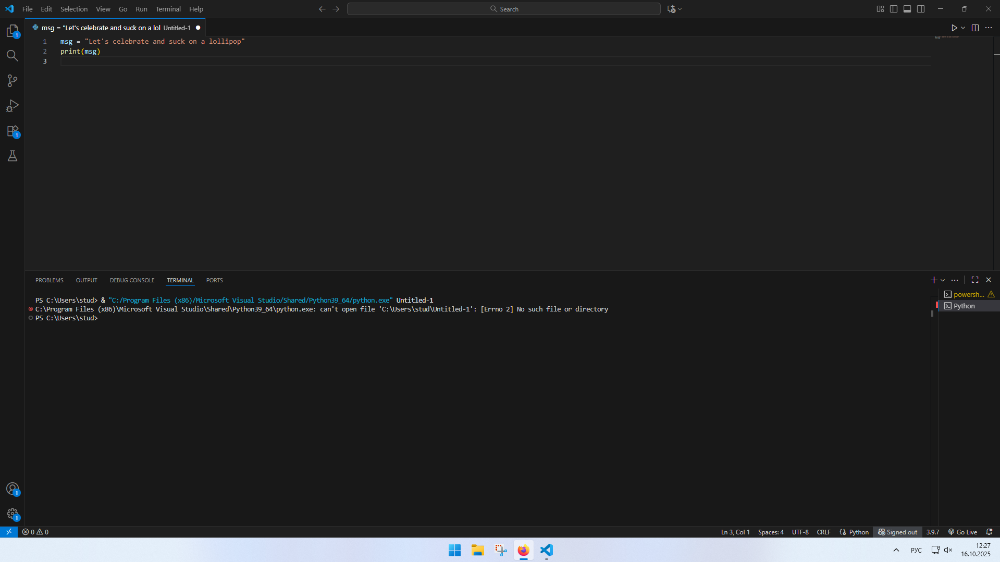 File Edit Selection View Go Run Terminal Help
Search
msg = "Let's celebrate and suck on a lol Untitled-1
1 msg = "Let's celebrate and suck on a lollipop"
2 print(msg)
3
1
1
PROBLEMS OUTPUT DEBUG CONSOLE TERMINAL PORTS
PS C:\Users\stud> & "C:/Program Files (x86)/Microsoft Visual Studio/Shared/Python39_64/python.exe" Untitled-1
C:\Program Files (x86)\Microsoft Visual Studio\Shared\Python39_64\python.exe: can't open file 'C:\Users\stud\Untitled-1': [Errno 2] No such file or directory
PS C:\Users\stud>
powersh...
Python
1
1
0 0
Ln 3, Col 1 Spaces: 4 UTF-8 CRLF {} Python Signed out 3.9.7 Go Live
РУС
12:27
16.10.2025